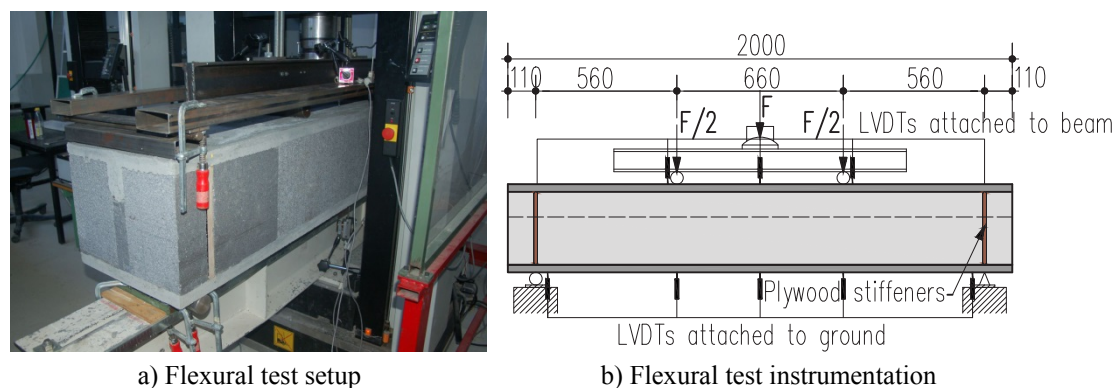 2000
110 560 660 560 110
F
F/2 F/2 LVDTs attached to beam
Plywood stiffeners
LVDTs attached to ground
a) Flexural test setup b) Flexural test instrumentation